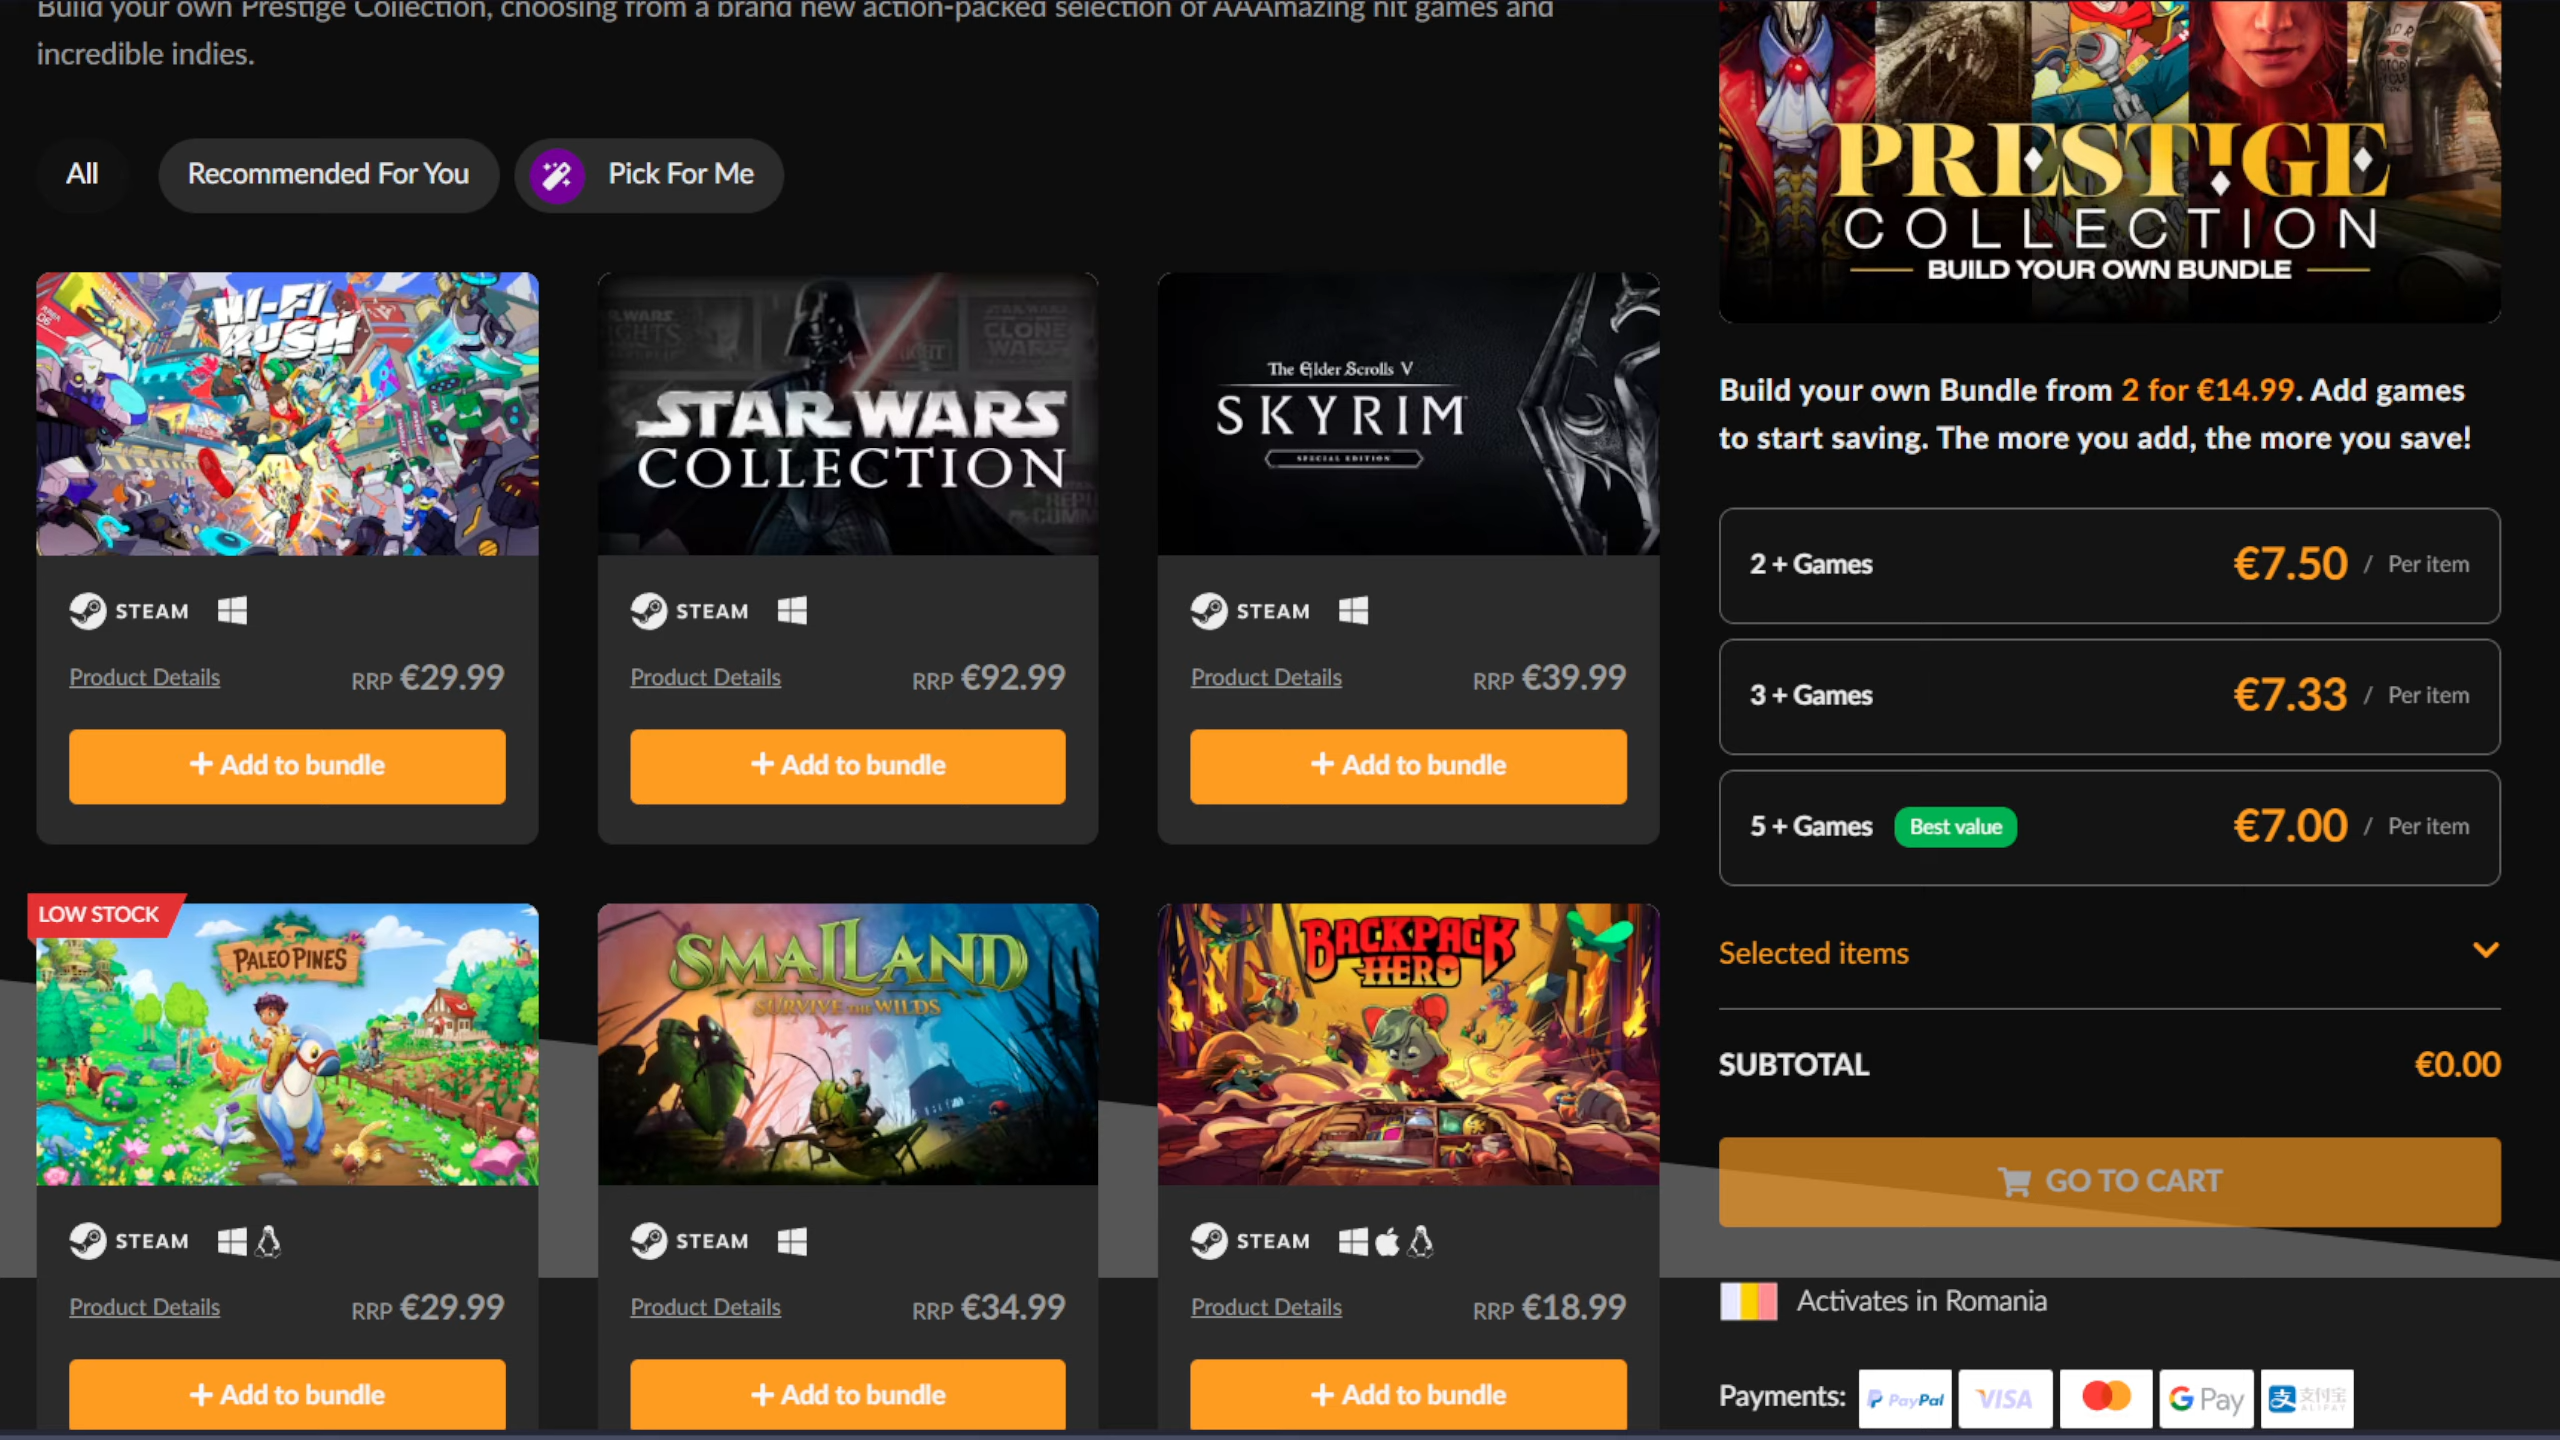 Build your own Prestige Collection, choosing from a brand new action-packed selection of AAAmazing hit games and
incredible indies.
All
Recommended For You
Pick For Me
HI-FI
RUSH
STEAM
Product Details
RRP €29.99
+ Add to bundle
STAR WARS
COLLECTION
STEAM
Product Details
RRP €92.99
+ Add to bundle
The Elder Scrolls V
SKYRIM
SPECIAL EDITION
STEAM
Product Details
RRP €39.99
+ Add to bundle
LOW STOCK
PALEO PINES
STEAM
Product Details
RRP €29.99
+ Add to bundle
SMALLAND
SURVIVE THE WILDS
STEAM
Product Details
RRP €34.99
+ Add to bundle
BACKPACK
HERO
STEAM
Product Details
RRP €18.99
+ Add to bundle
PREST!GE
COLLECTION
BUILD YOUR OWN BUNDLE
Build your own Bundle from 2 for €14.99. Add games
to start saving. The more you add, the more you save!
2 + Games €7.50 / Per item
3 + Games €7.33 / Per item
5 + Games Best value €7.00 / Per item
Selected items
SUBTOTAL €0.00
GO TO CART
Activates in Romania
Payments: PayPal VISA G Pay 支付宝 ALIPAY